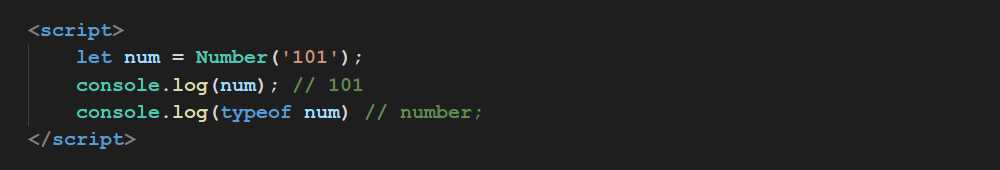 <script>
let num = Number('101');
console.log(num); // 101
console.log(typeof num) // number;
</script>